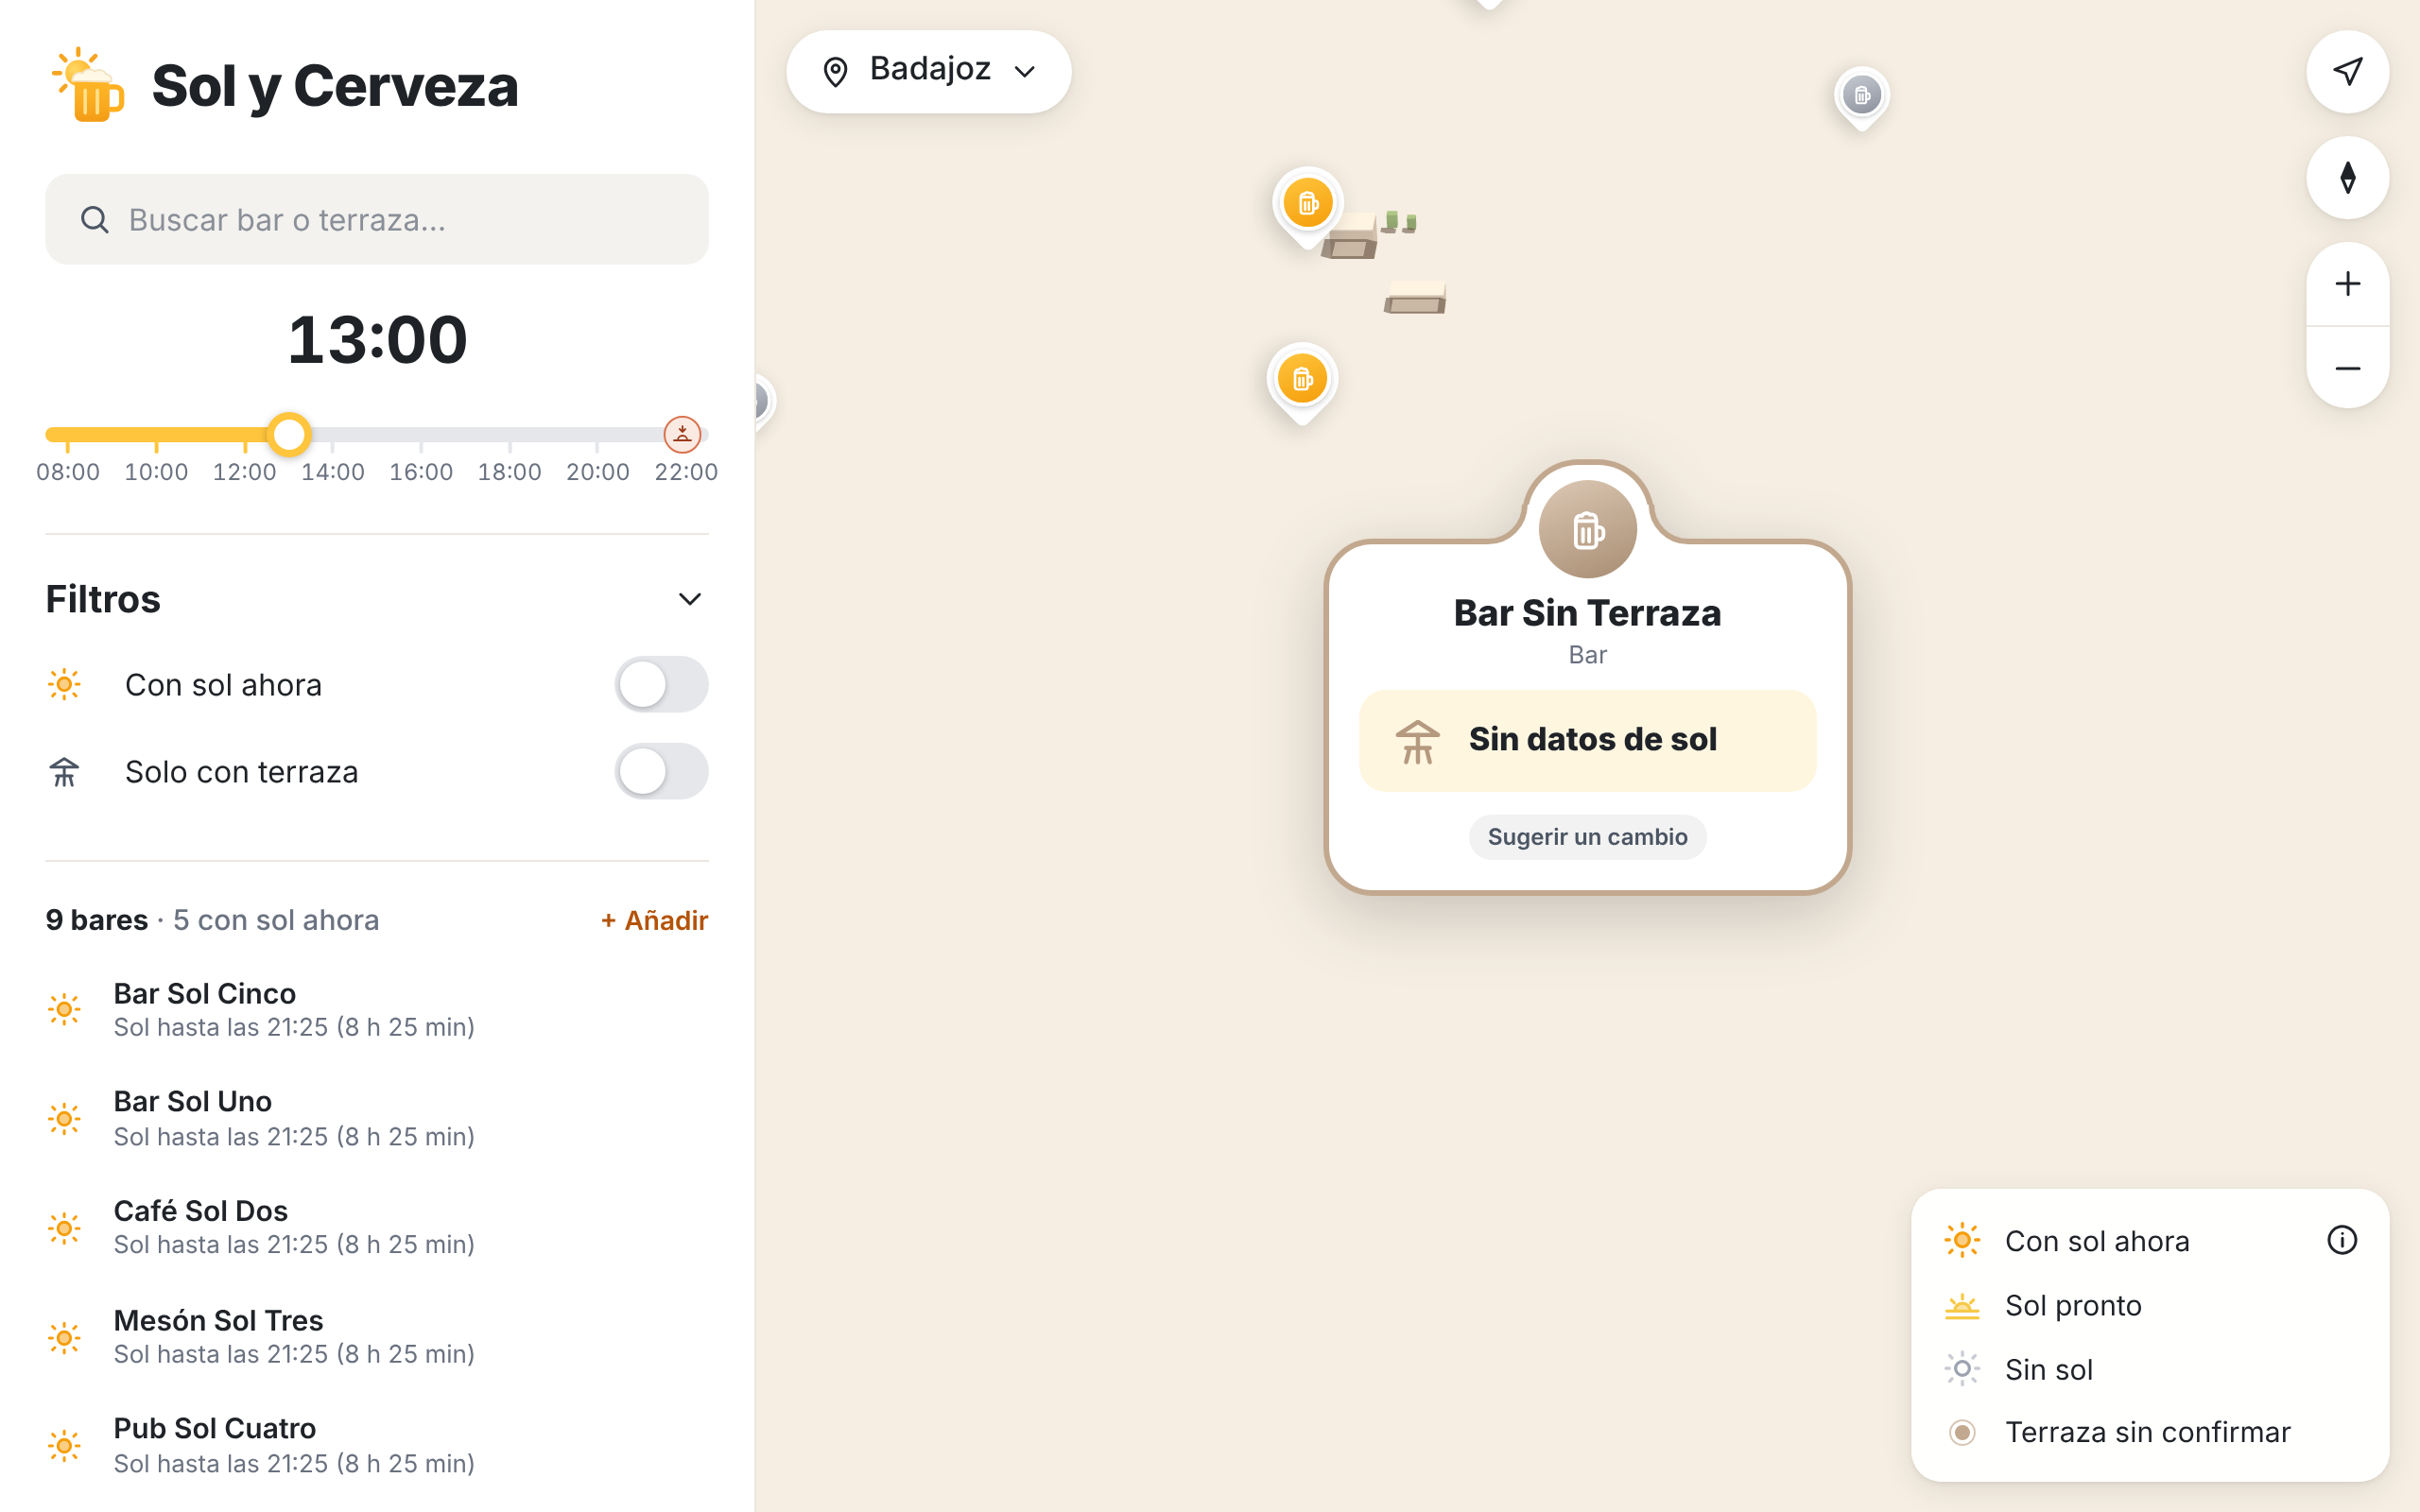 Sol y Cerveza
Buscar bar o terraza...
13:00
08:00 10:00 12:00 14:00 16:00 18:00 20:00 22:00
Filtros
Con sol ahora
Solo con terraza
9 bares · 5 con sol ahora + Añadir
Bar Sol Cinco
Sol hasta las 21:25 (8 h 25 min)
Bar Sol Uno
Sol hasta las 21:25 (8 h 25 min)
Café Sol Dos
Sol hasta las 21:25 (8 h 25 min)
Mesón Sol Tres
Sol hasta las 21:25 (8 h 25 min)
Pub Sol Cuatro
Sol hasta las 21:25 (8 h 25 min)
Badajoz
Bar Sin Terraza
Bar
Sin datos de sol
Sugerir un cambio
Con sol ahora
Sol pronto
Sin sol
Terraza sin confirmar